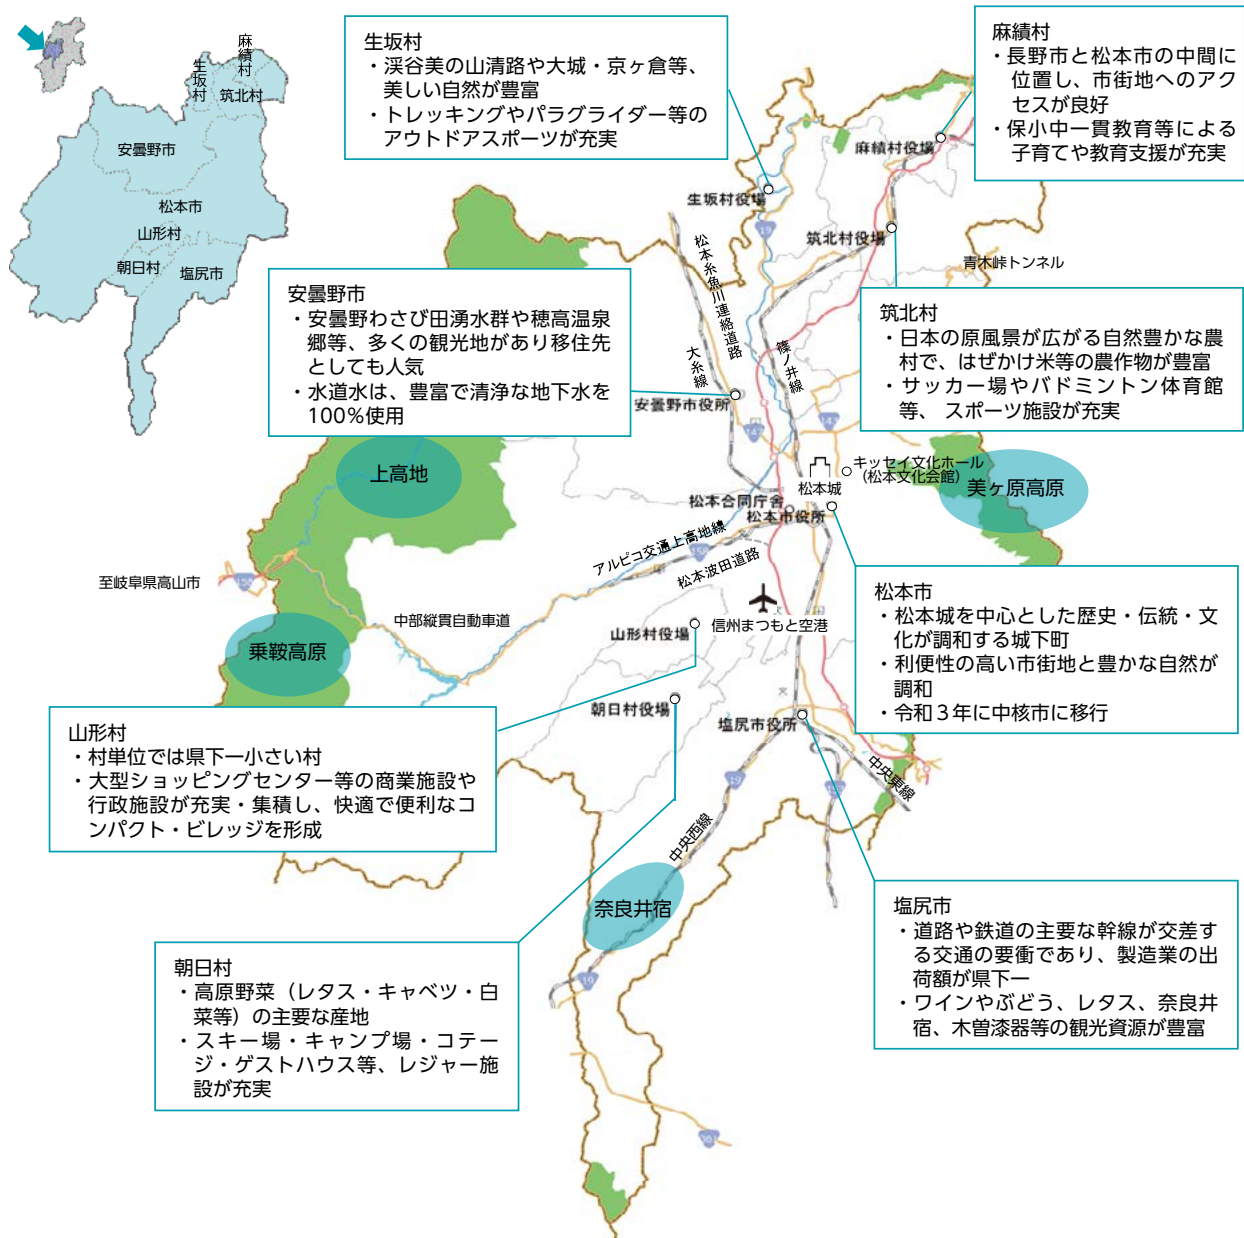 麻績村
生坂村
筑北村
安曇野市
松本市
山形村
朝日村
塩尻市
生坂村
・渓谷美の山清路や大城・京ヶ倉等、
美しい自然が豊富
・トレッキングやパラグライダー等の
アウトドアスポーツが充実
麻績村
・長野市と松本市の中間に
位置し、市街地へのアク
セスが良好
・保小中一貫教育等による
子育てや教育支援が充実
麻績村役場
生坂村役場
19
筑北村役場
青木峠トンネル
松本糸魚川連絡道路
大糸線
篠ノ井線
安曇野市
・安曇野わさび田湧水群や穂高温泉
郷等、多くの観光地があり移住先
としても人気
・水道水は、豊富で清浄な地下水を
100%使用
筑北村
・日本の原風景が広がる自然豊かな農
村で、はぜかけ米等の農作物が豊富
・サッカー場やバドミントン体育館
等、 スポーツ施設が充実
安曇野市役所
147
143
上高地
キッセイ文化ホール
(松本文化会館)
松本城
美ヶ原高原
松本合同庁舎
松本市役所
アルピコ交通上高地線
158
松本波田道路
至岐阜県高山市
158
中部縦貫自動車道
信州まつもと空港
山形村役場
乗鞍高原
松本市
・松本城を中心とした歴史・伝統・文
化が調和する城下町
・利便性の高い市街地と豊かな自然が
調和
・令和３年に中核市に移行
朝日村役場
塩尻市役所
山形村
・村単位では県下一小さい村
・大型ショッピングセンター等の商業施設や
行政施設が充実・集積し、快適で便利なコ
ンパクト・ビレッジを形成
19
中央東線
中央西線
奈良井宿
19
塩尻市
・道路や鉄道の主要な幹線が交差す
る交通の要衝であり、製造業の出
荷額が県下一
・ワインやぶどう、レタス、奈良井
宿、木曽漆器等の観光資源が豊富
朝日村
・高原野菜（レタス・キャベツ・白
菜等）の主要な産地
・スキー場・キャンプ場・コテー
ジ・ゲストハウス等、レジャー施
設が充実
361